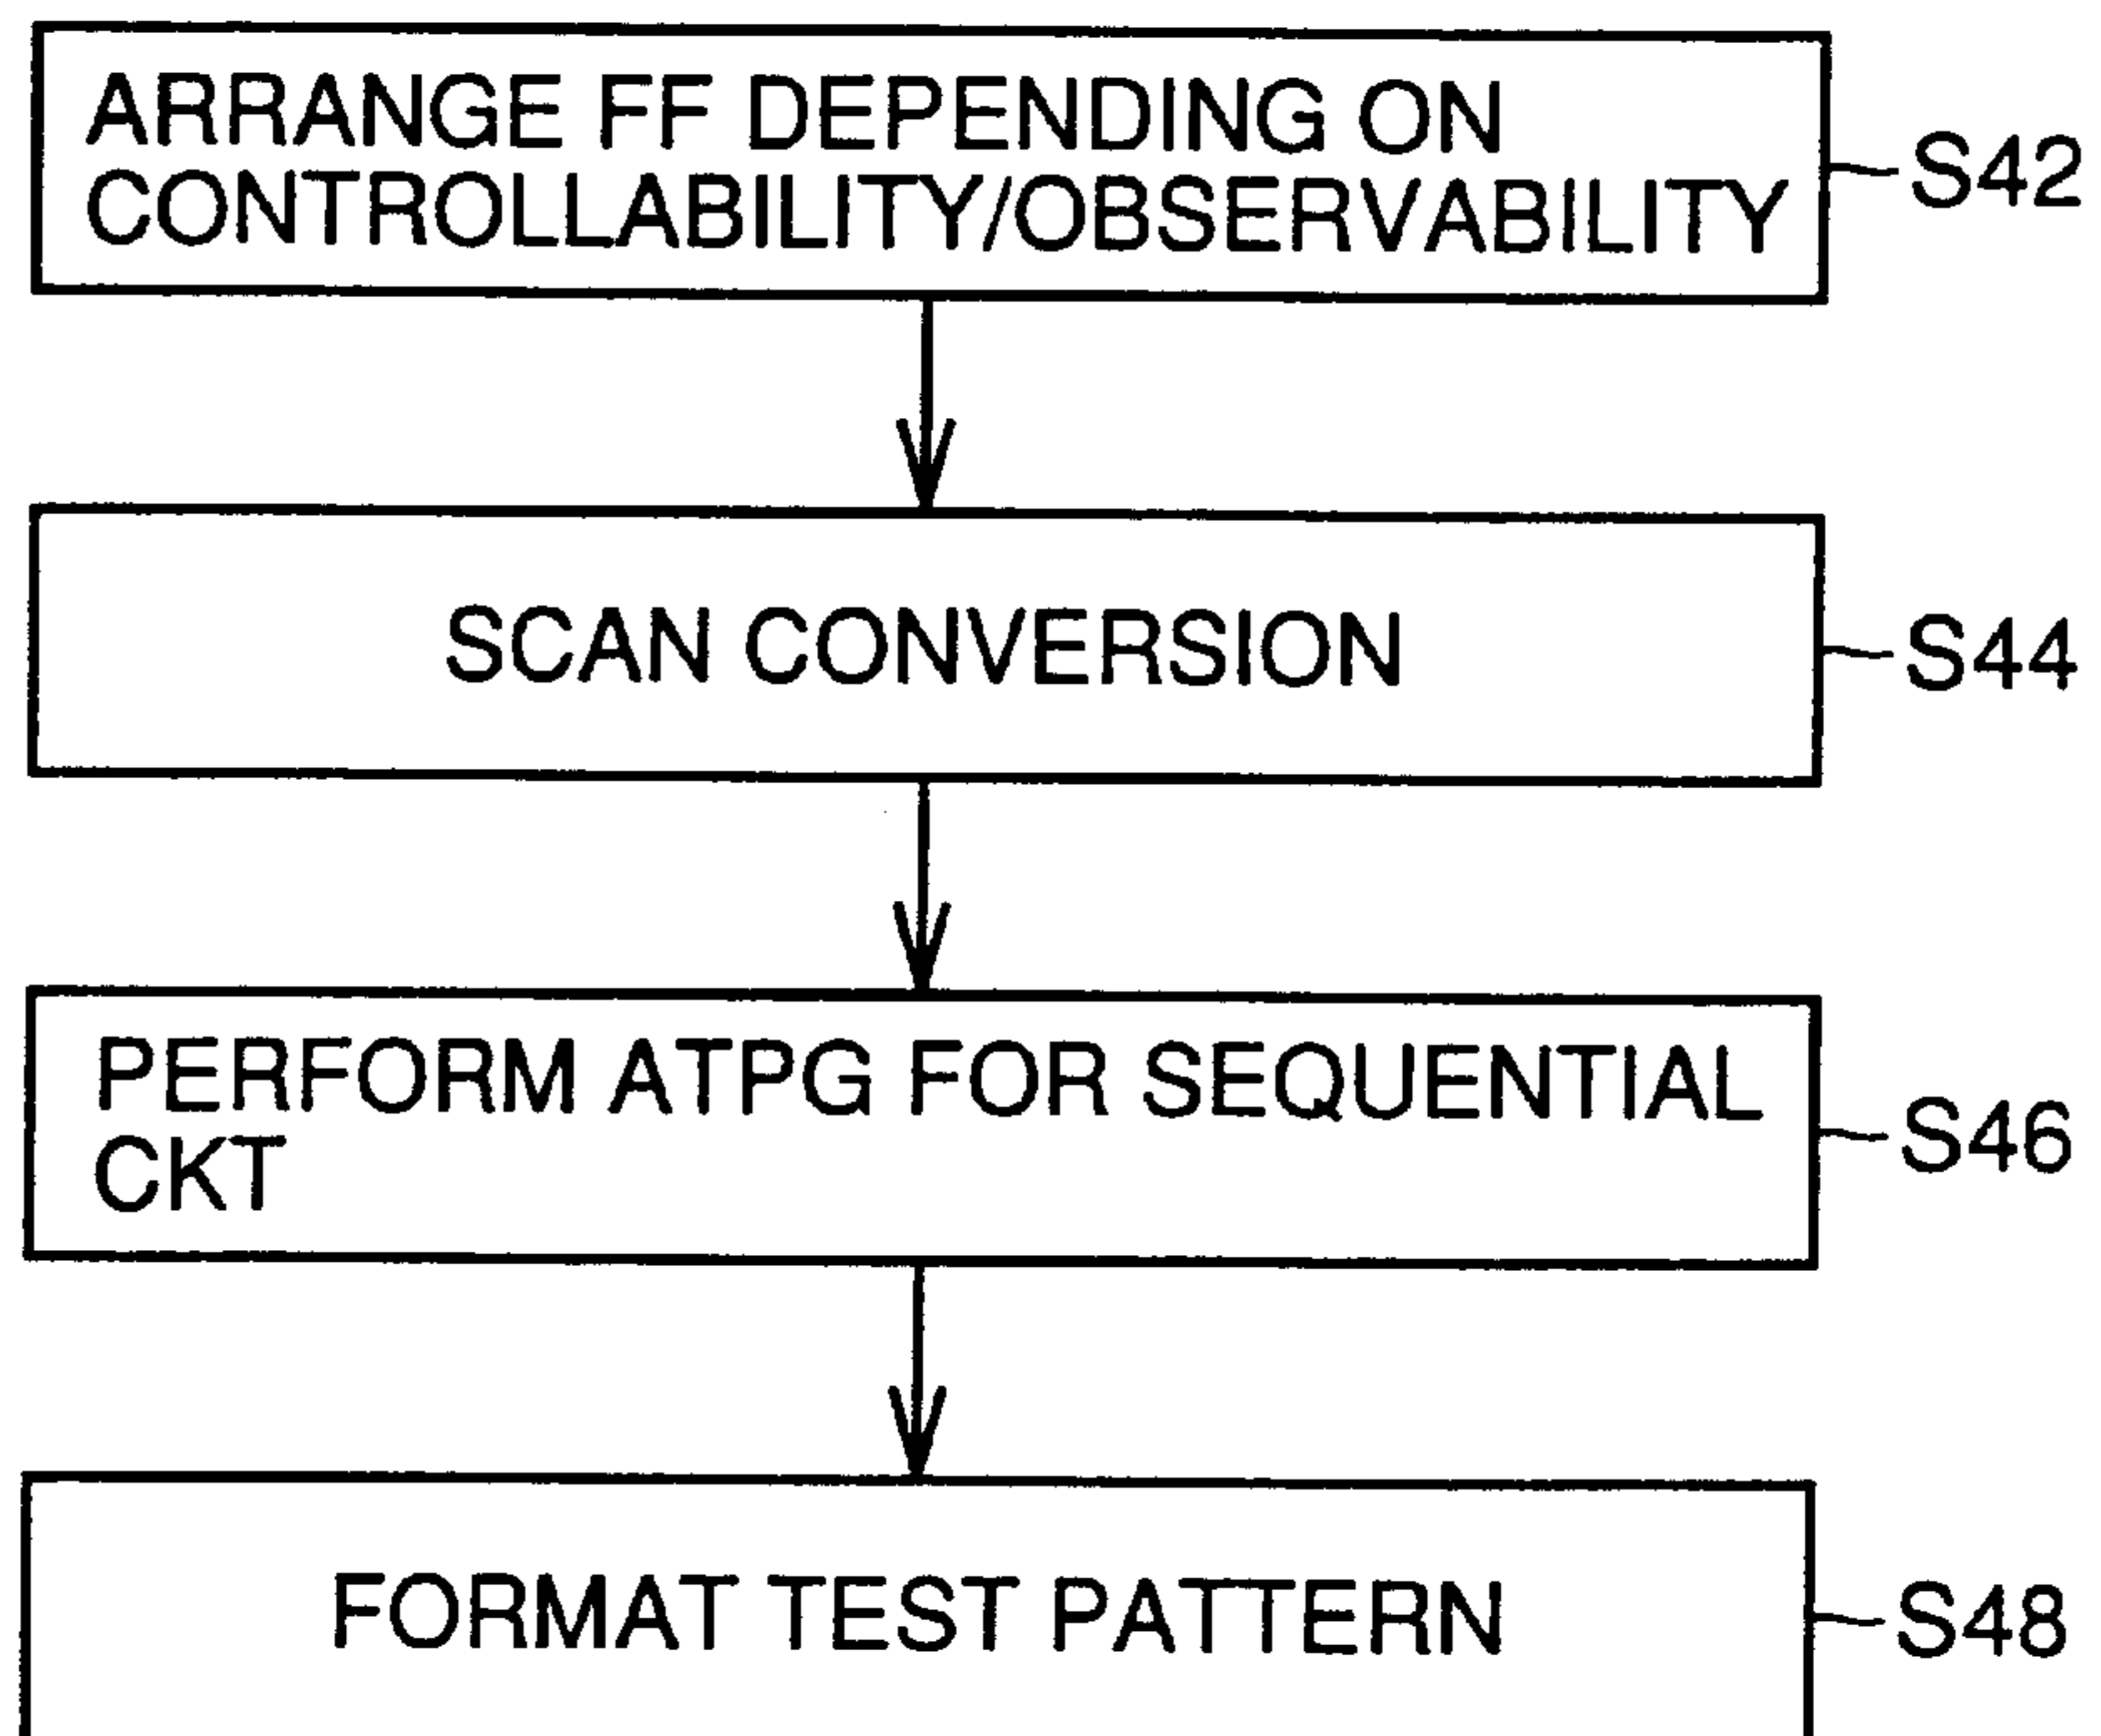 ARRANGE FF DEPENDING ON
CONTROLLABILITY/OBSERVABILITY
S42
SCAN CONVERSION
S44
PERFORM ATPG FOR SEQUENTIAL
CKT
S46
FORMAT TEST PATTERN
S48